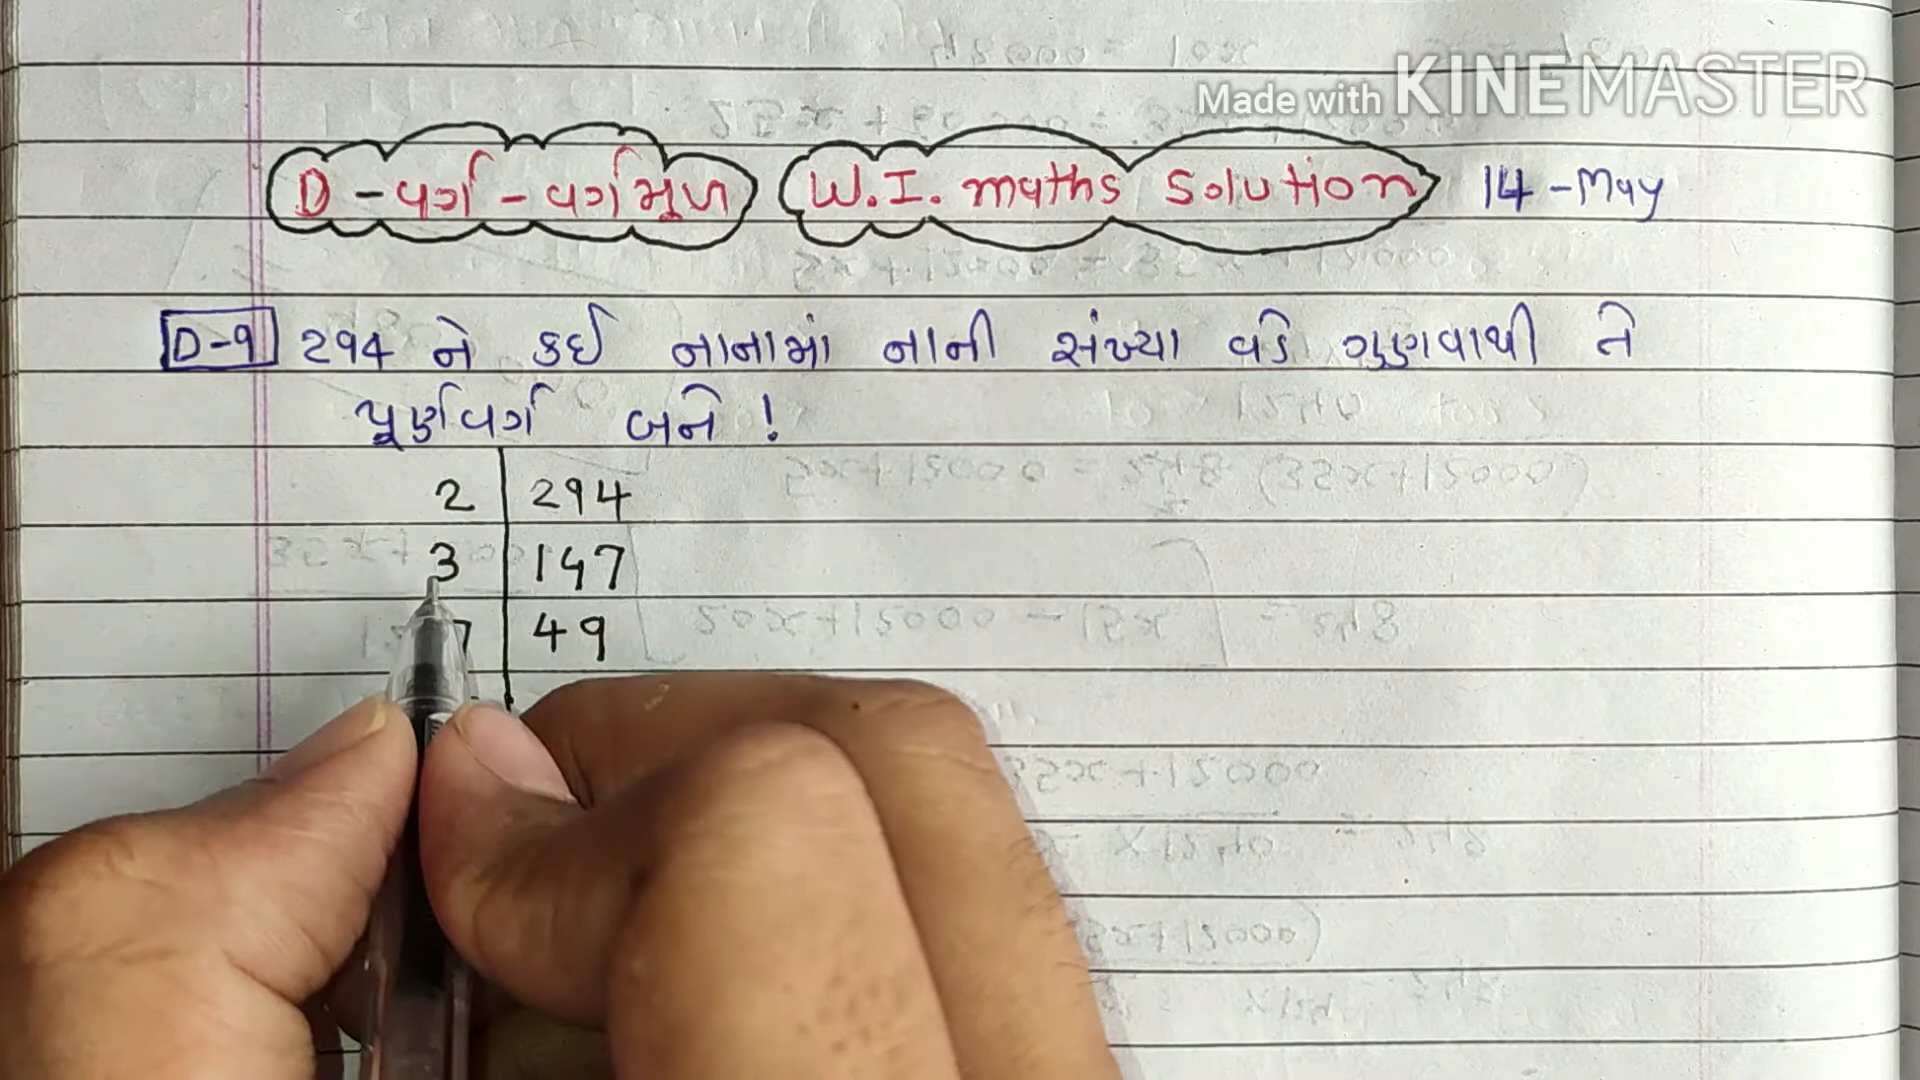 Made with KINEMASTER
D - વર્ગ - વર્ગમૂળ W.I. maths Solution 14 - May
D-9 294 ને કઈ નાનામાં નાની સંખ્યા વડે ગુણવાથી તે
પૂર્ણવર્ગ બને !
2 294
3 147
7 49